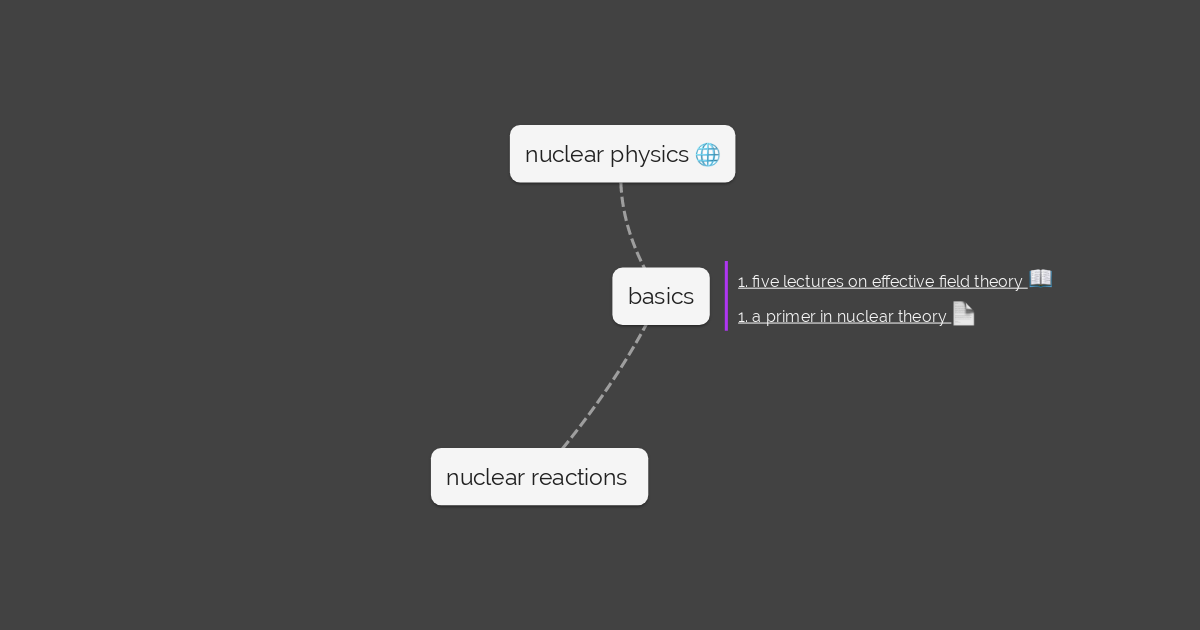 nuclear physics
basics
1. five lectures on effective field theory
1. a primer in nuclear theory
nuclear reactions